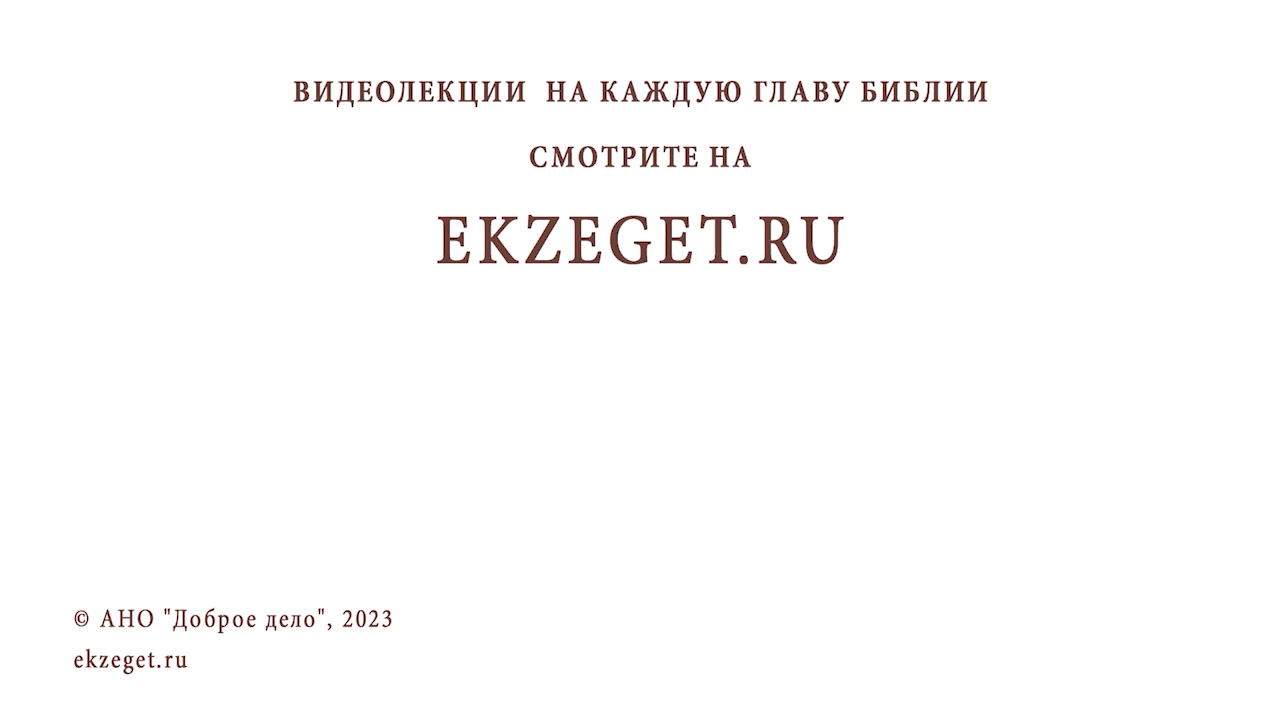 ВИДЕОЛЕКЦИИ НА КАЖДУЮ ГЛАВУ БИБЛИИ
СМОТРИТЕ НА
EKZEGET.RU
© АНО "Доброе дело", 2023
ekzeget.ru